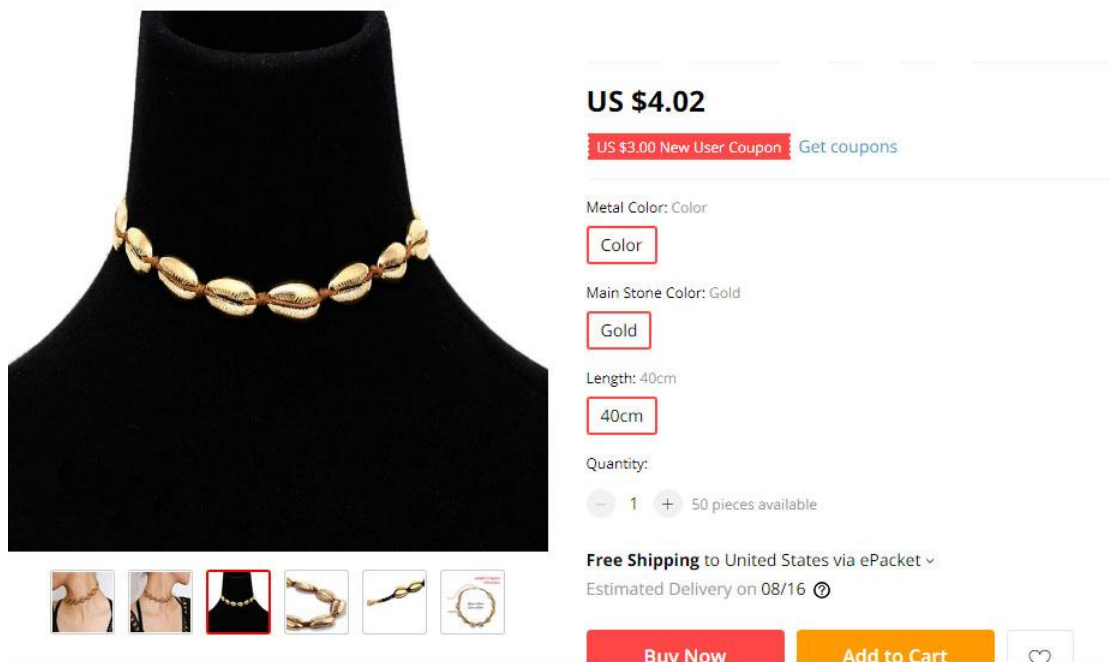 US $4.02
US $3.00 New User Coupon Get coupons
Metal Color: Color
Color
Main Stone Color: Gold
Gold
Length: 40cm
40cm
Quantity:
− 1 + 50 pieces available
Free Shipping to United States via ePacket
Estimated Delivery on 08/16 ?
Buy Now Add to Cart